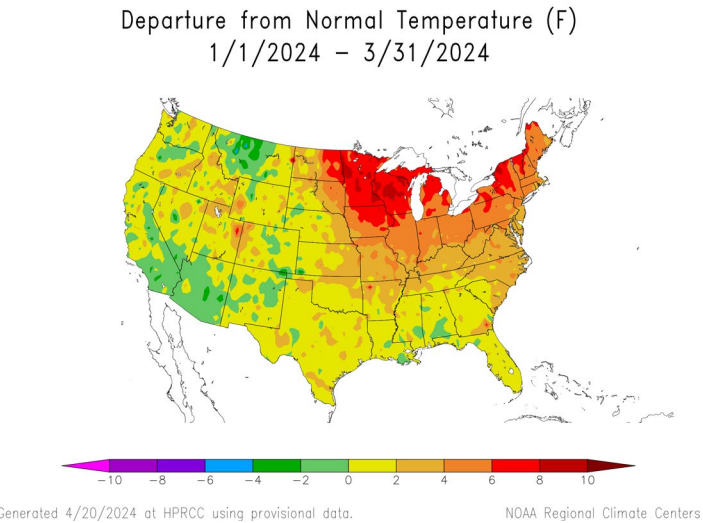 Departure from Normal Temperature (F)
1/1/2024 – 3/31/2024
−10 −8 −6 −4 −2 0 2 4 6 8 10
Generated 4/20/2024 at HPRCC using provisional data. NOAA Regional Climate Centers